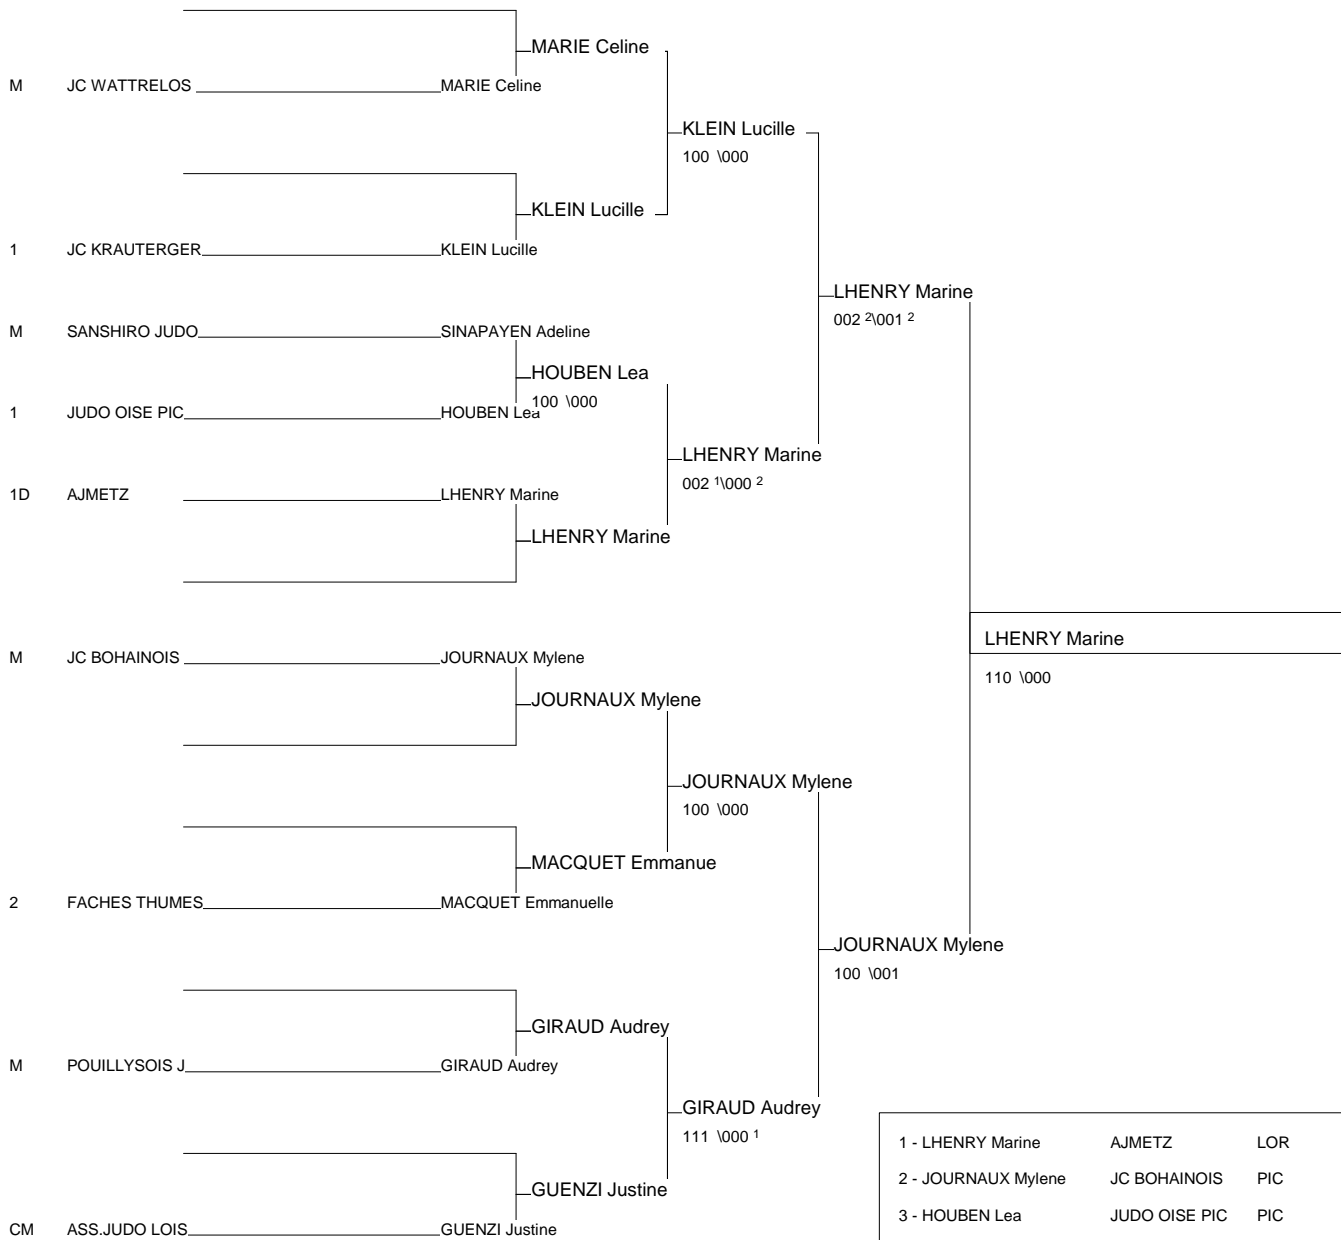 MARIE Celine
M JC WATTRELOS MARIE Celine
KLEIN Lucille
100 \000
KLEIN Lucille
1 JC KRAUTERGER KLEIN Lucille
LHENRY Marine
002 2\001 2
M SANSHIRO JUDO SINAPAYEN Adeline
HOUBEN Lea
100 \000
1 JUDO OISE PIC HOUBEN Lea
LHENRY Marine
002 1\000 2
1D AJMETZ LHENRY Marine
LHENRY Marine
LHENRY Marine
110 \000
M JC BOHAINOIS JOURNAUX Mylene
JOURNAUX Mylene
JOURNAUX Mylene
100 \000
MACQUET Emmanue
2 FACHES THUMES MACQUET Emmanuelle
JOURNAUX Mylene
100 \001
GIRAUD Audrey
M POUILLYSOIS J GIRAUD Audrey
GIRAUD Audrey
111 \000 1
GUENZI Justine
CM ASS.JUDO LOIS GUENZI Justine
1 - LHENRY Marine AJMETZ LOR
2 - JOURNAUX Mylene JC BOHAINOIS PIC
3 - HOUBEN Lea JUDO OISE PIC PIC